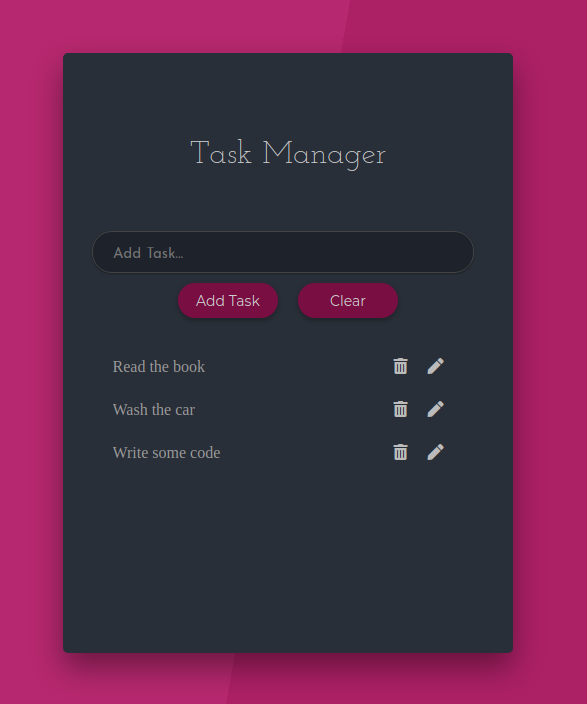 Task Manager
Add Task...
Add Task
Clear
Read the book
Wash the car
Write some code